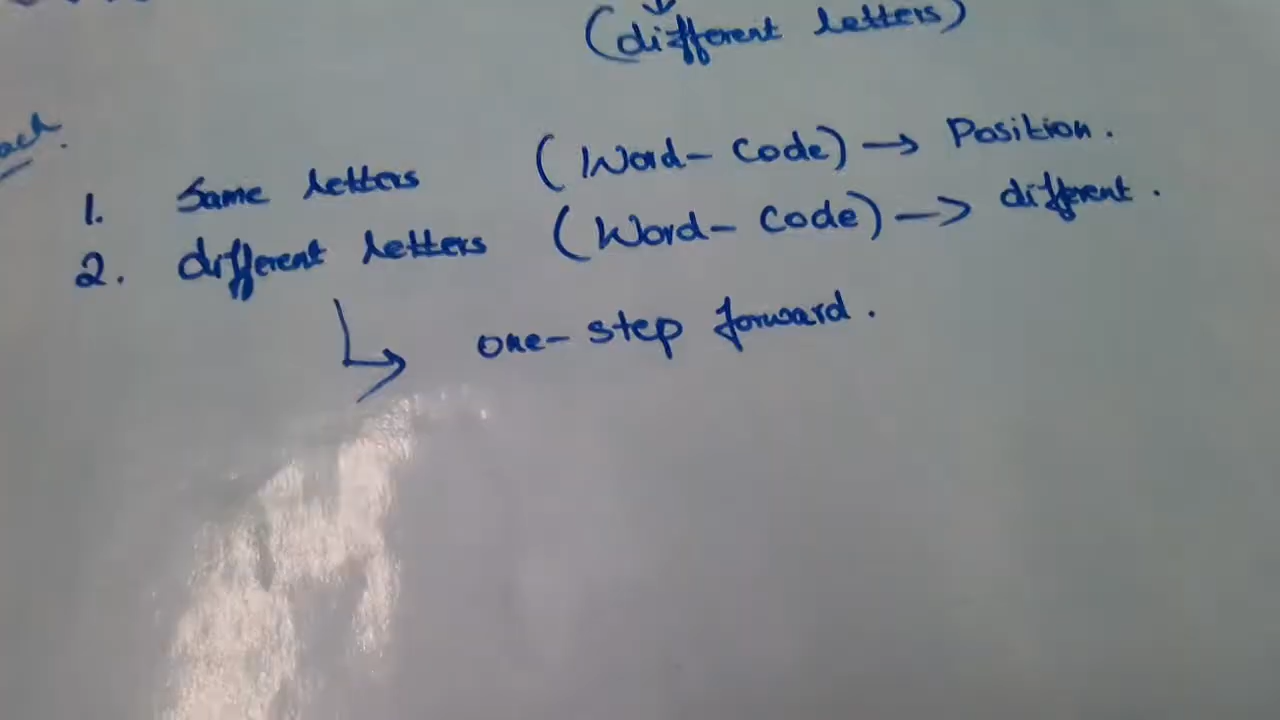 (different letters)
1. Same letters (Word- Code) → Position.
2. different letters (Word- Code) → different.
one- step forward.